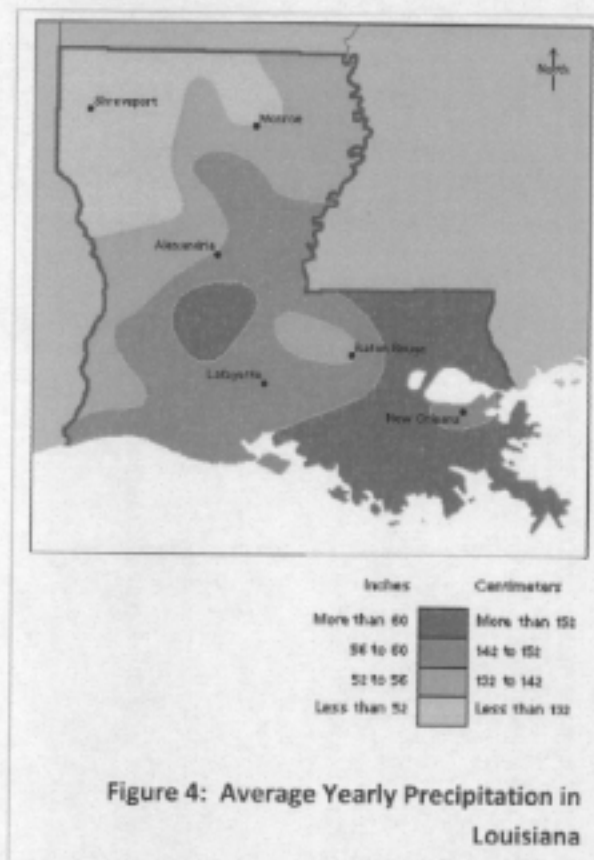 North
Shreveport
Monroe
Alexandria
Baton Rouge
Lafayette
New Orleans
Inches Centimeters
More than 60 More than 152
56 to 60 142 to 152
52 to 56 132 to 142
Less than 52 Less than 132
Figure 4: Average Yearly Precipitation in
Louisiana